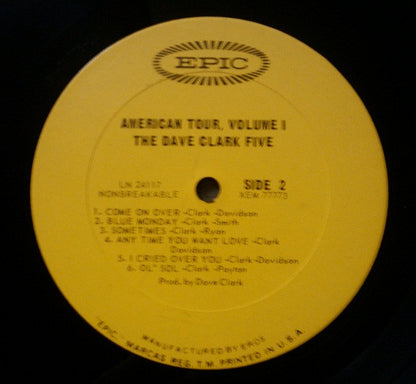 EPIC
AMERICAN TOUR, VOLUME I
THE DAVE CLARK FIVE
LN 24117
NONBREAKABLE
SIDE 2
XEM 77773
1. COME ON OVER -Clark -Davidson
2. BLUE MONDAY -Clark -Smith
3. SOMETIMES -Clark -Ryan
4. ANY TIME YOU WANT LOVE -Clark
Davidson
5. I CRIED OVER YOU -Clark -Davidson
6. OL' SOL -Clark -Payton
Prod. by Dave Clark
MANUFACTURED BY EPIC
"EPIC" MARCAS REG. T.M. PRINTED IN U.S.A.